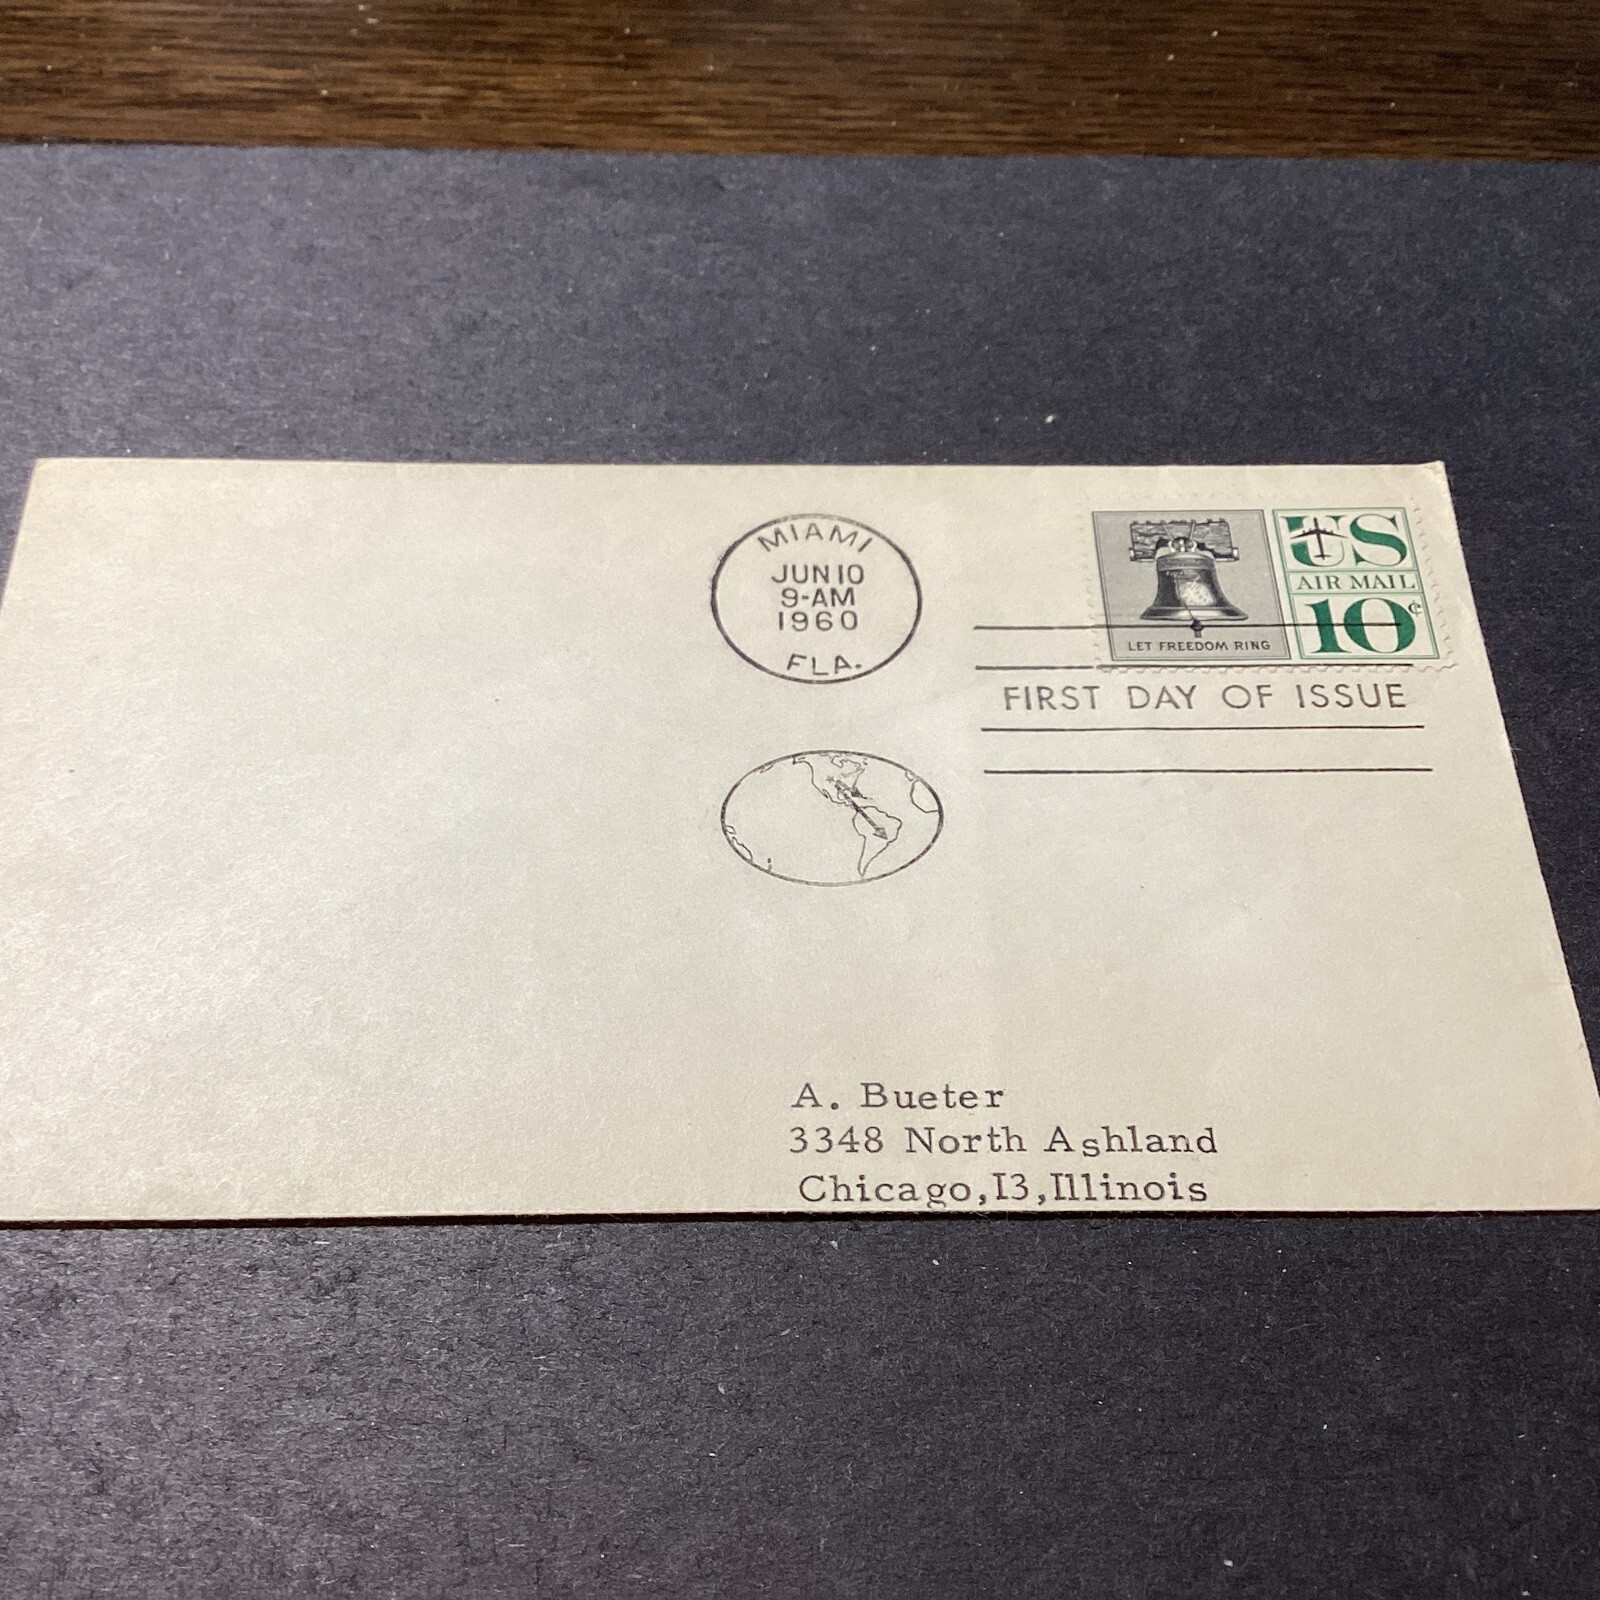 MIAMI
JUN 10
9-AM
1960
FLA.
LET FREEDOM RING
US
AIR MAIL
10¢
FIRST DAY OF ISSUE
A. Bueter
3348 North Ashland
Chicago,I3,Illinois